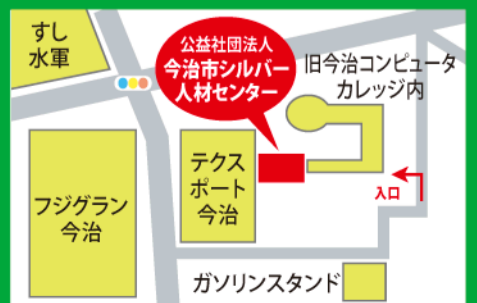 すし
水軍
公益社団法人
今治市シルバー
人材センター
旧今治コンピュータ
カレッジ内
テクス
ポート
今治
入口
フジグラン
今治
ガソリンスタンド